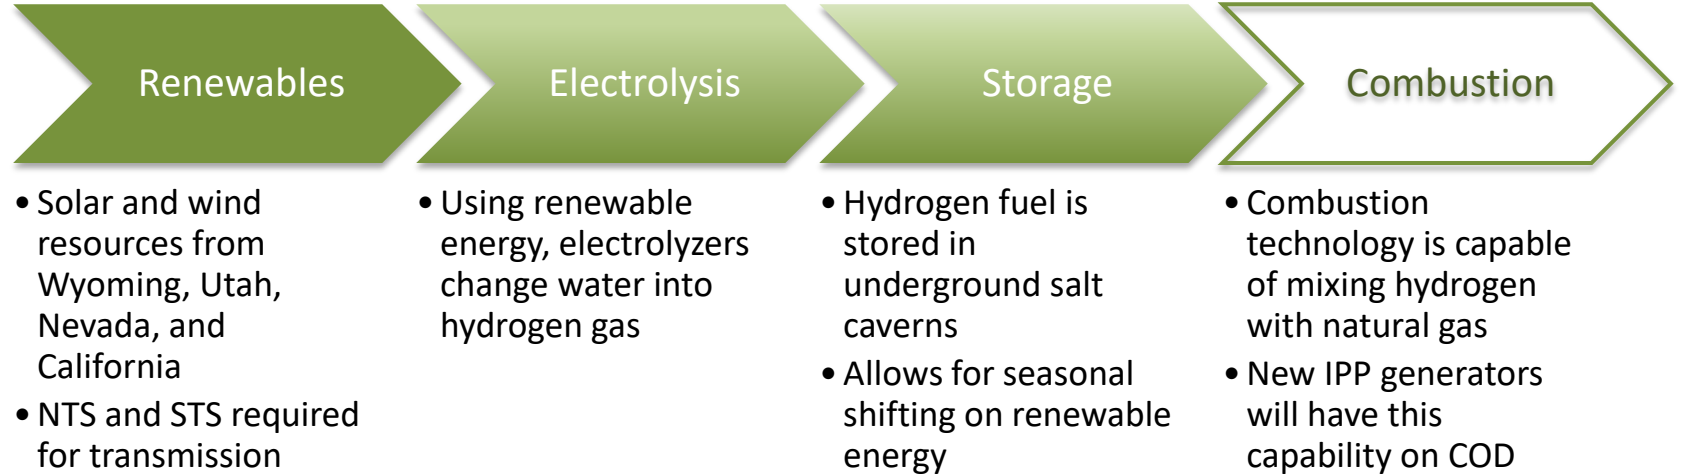 Renewables
• Solar and wind
resources from
Wyoming, Utah,
Nevada, and
California
• NTS and STS required
for transmission
Electrolysis
• Using renewable
energy, electrolyzers
change water into
hydrogen gas
Storage
• Hydrogen fuel is
stored in
underground salt
caverns
• Allows for seasonal
shifting on renewable
energy
Combustion
• Combustion
technology is capable
of mixing hydrogen
with natural gas
• New IPP generators
will have this
capability on COD